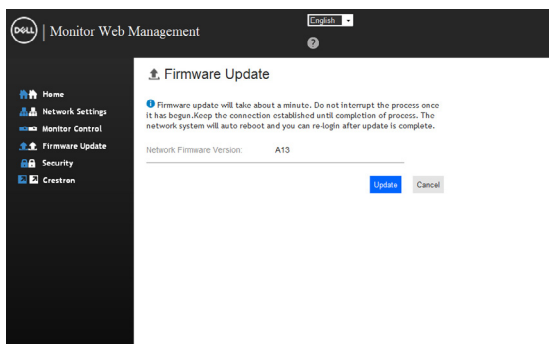 DELL
Monitor Web Management
English
?
Home
Network Settings
Monitor Control
Firmware Update
Security
Crestron
Firmware Update
Firmware update will take about a minute. Do not interrupt the process once
it has begun.Keep the connection established until completion of process. The
network system will auto reboot and you can re-login after update is complete.
Network Firmware Version: A13
Update Cancel